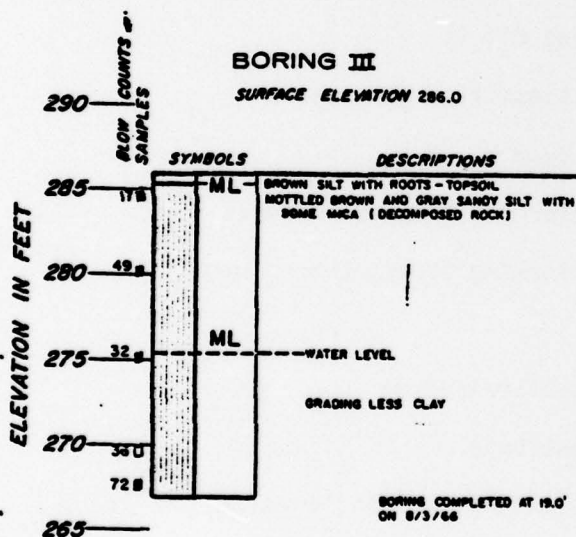 BORING III
SURFACE ELEVATION 286.0
BLOW COUNTS &
SAMPLES
SYMBOLS
DESCRIPTIONS
ELEVATION IN FEET
290
285
280
275
270
265
17
49
32
72
ML
BROWN SILT WITH ROOTS - TOPSOIL
MOTTLED BROWN AND GRAY SANDY SILT WITH
SOME MICA (DECOMPOSED ROCK)
ML
WATER LEVEL
GRADING LESS CLAY
BORING COMPLETED AT 19.0'
ON 8/3/66